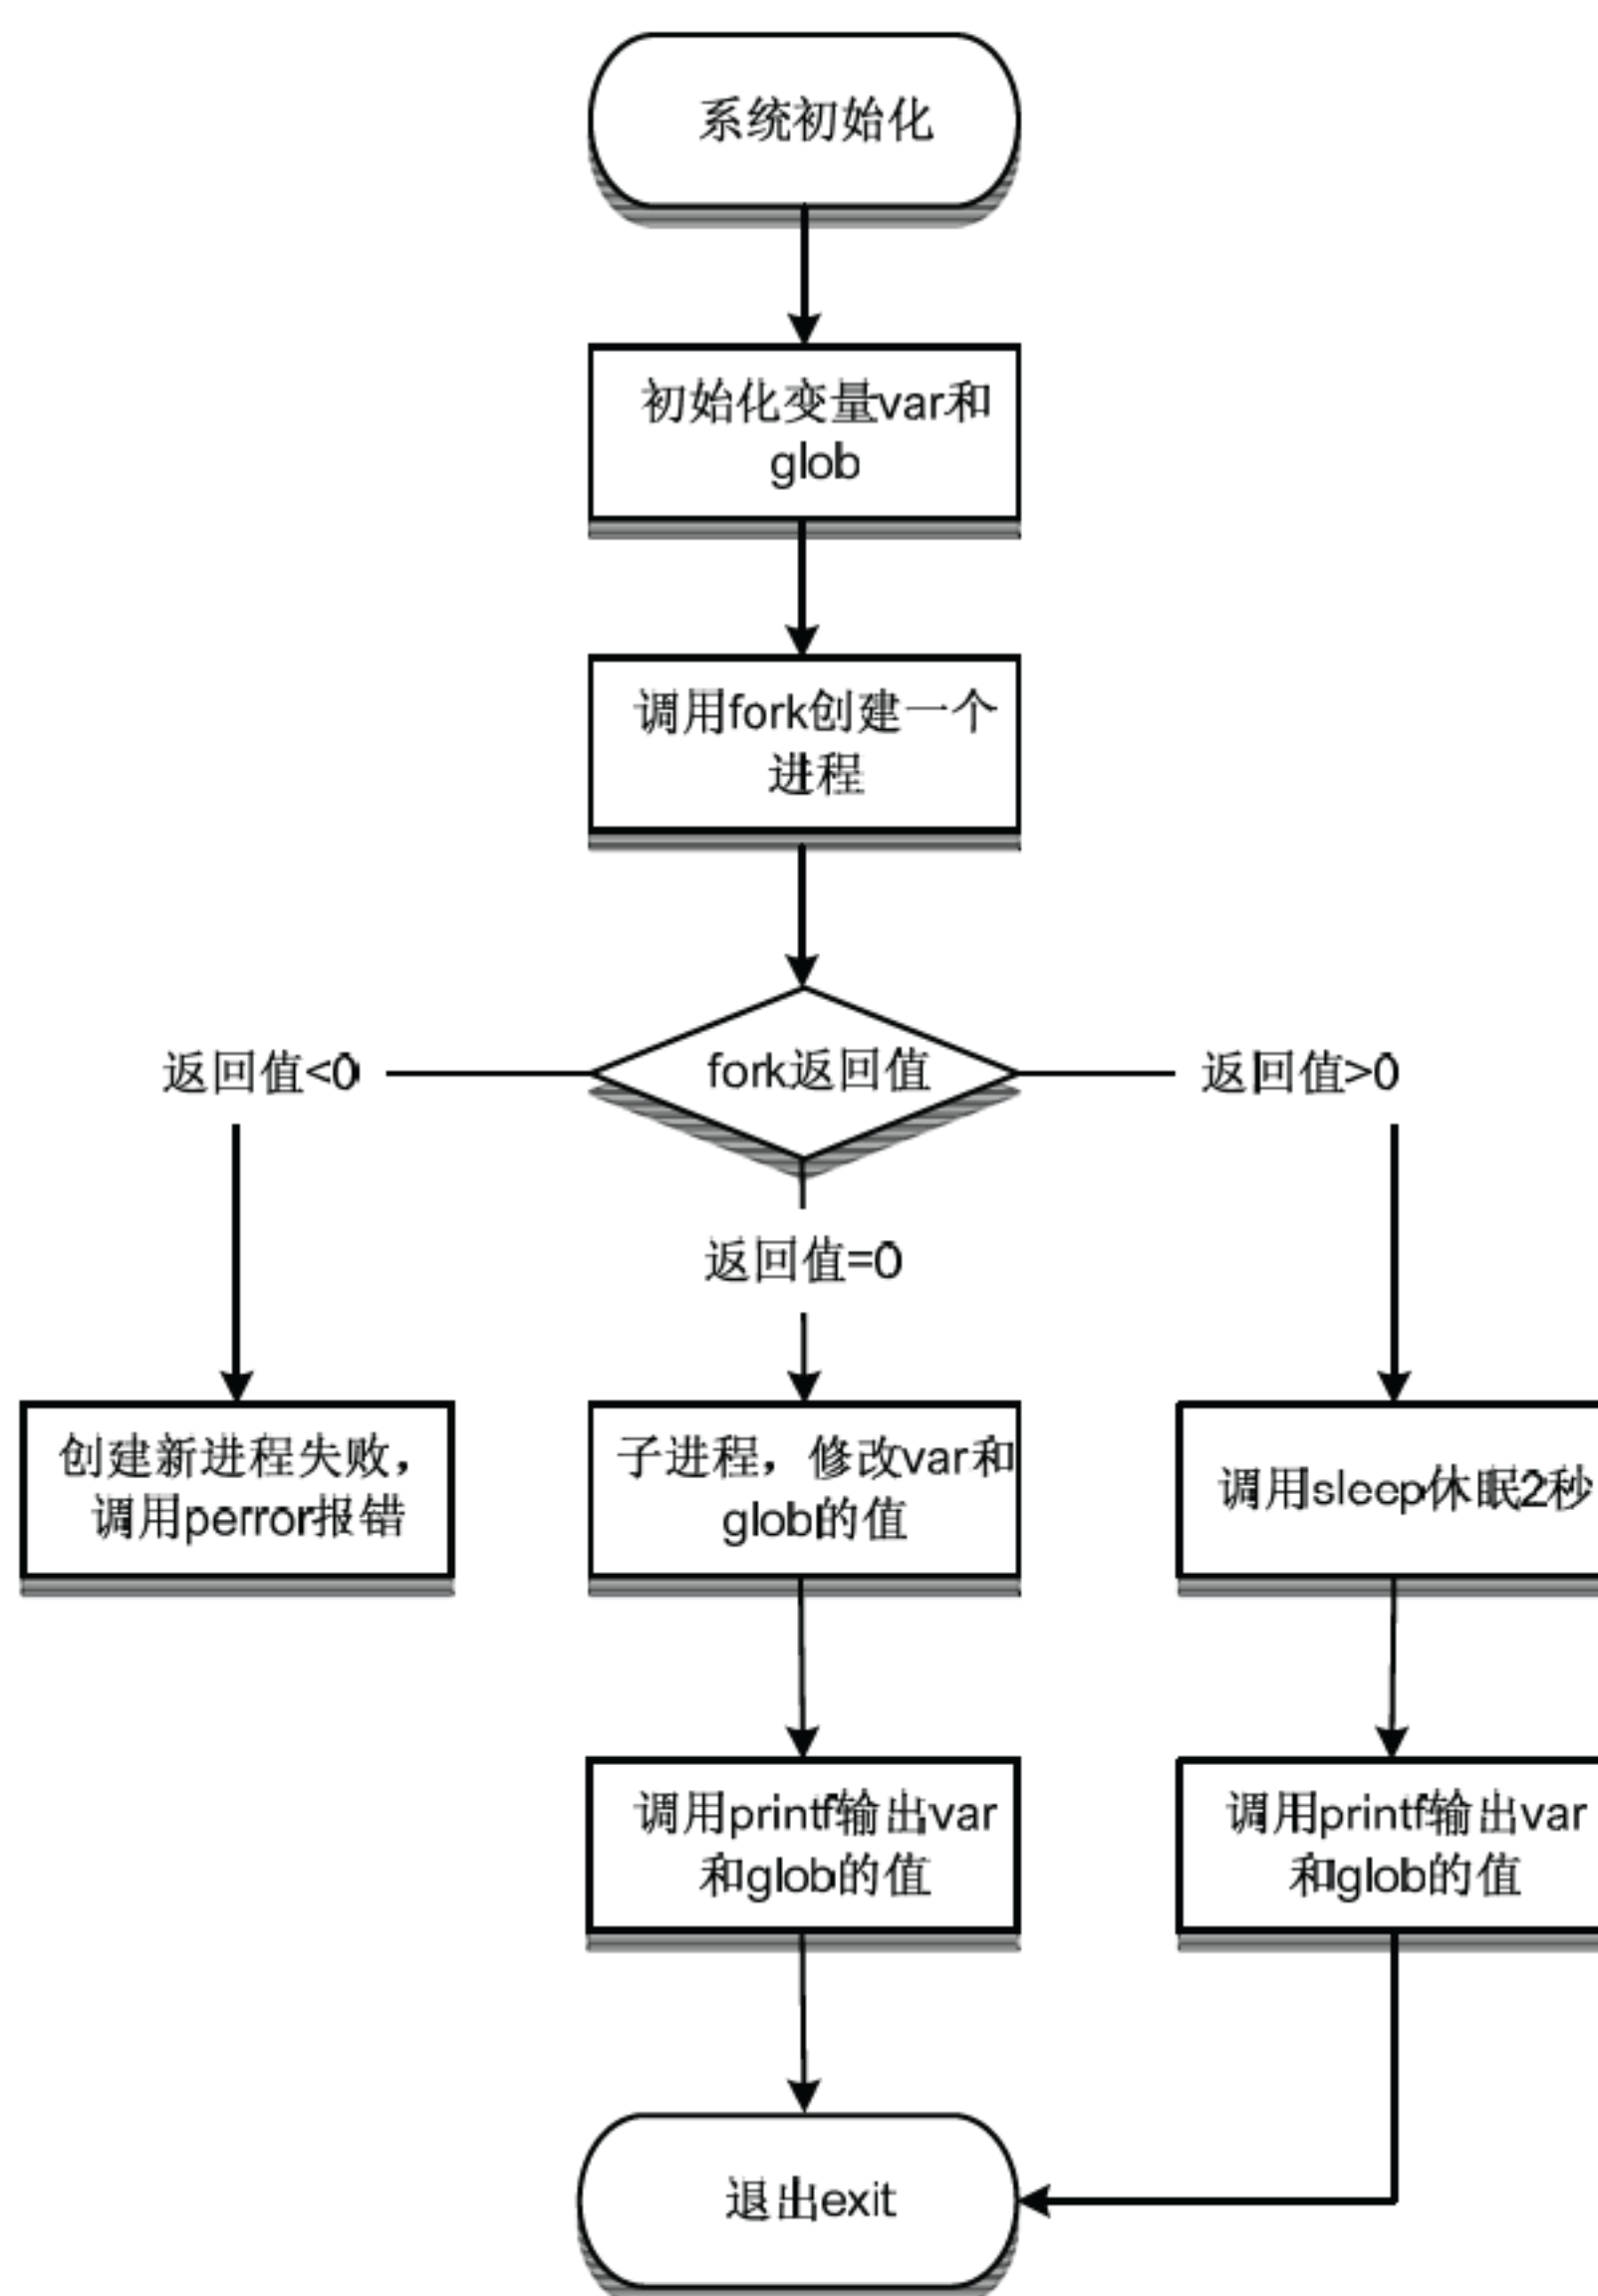 系统初始化
初始化变量var和
glob
调用fork创建一个
进程
fork返回值
返回值<0
返回值>0
返回值=0
创建新进程失败，
调用perror报错
子进程，修改var和
globl的值
调用sleep休眠2秒
调用printf输出var
和glob的值
调用printf输出var
和glob的值
退出exit